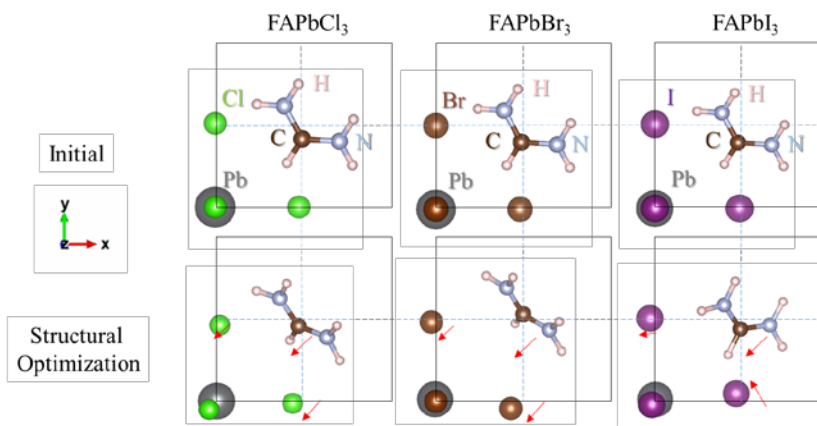 FAPbCl3 FAPbBr3 FAPbI3
Cl H C N Pb
Br H C N Pb
I H C N Pb
Initial
y
z x
Structural
Optimization